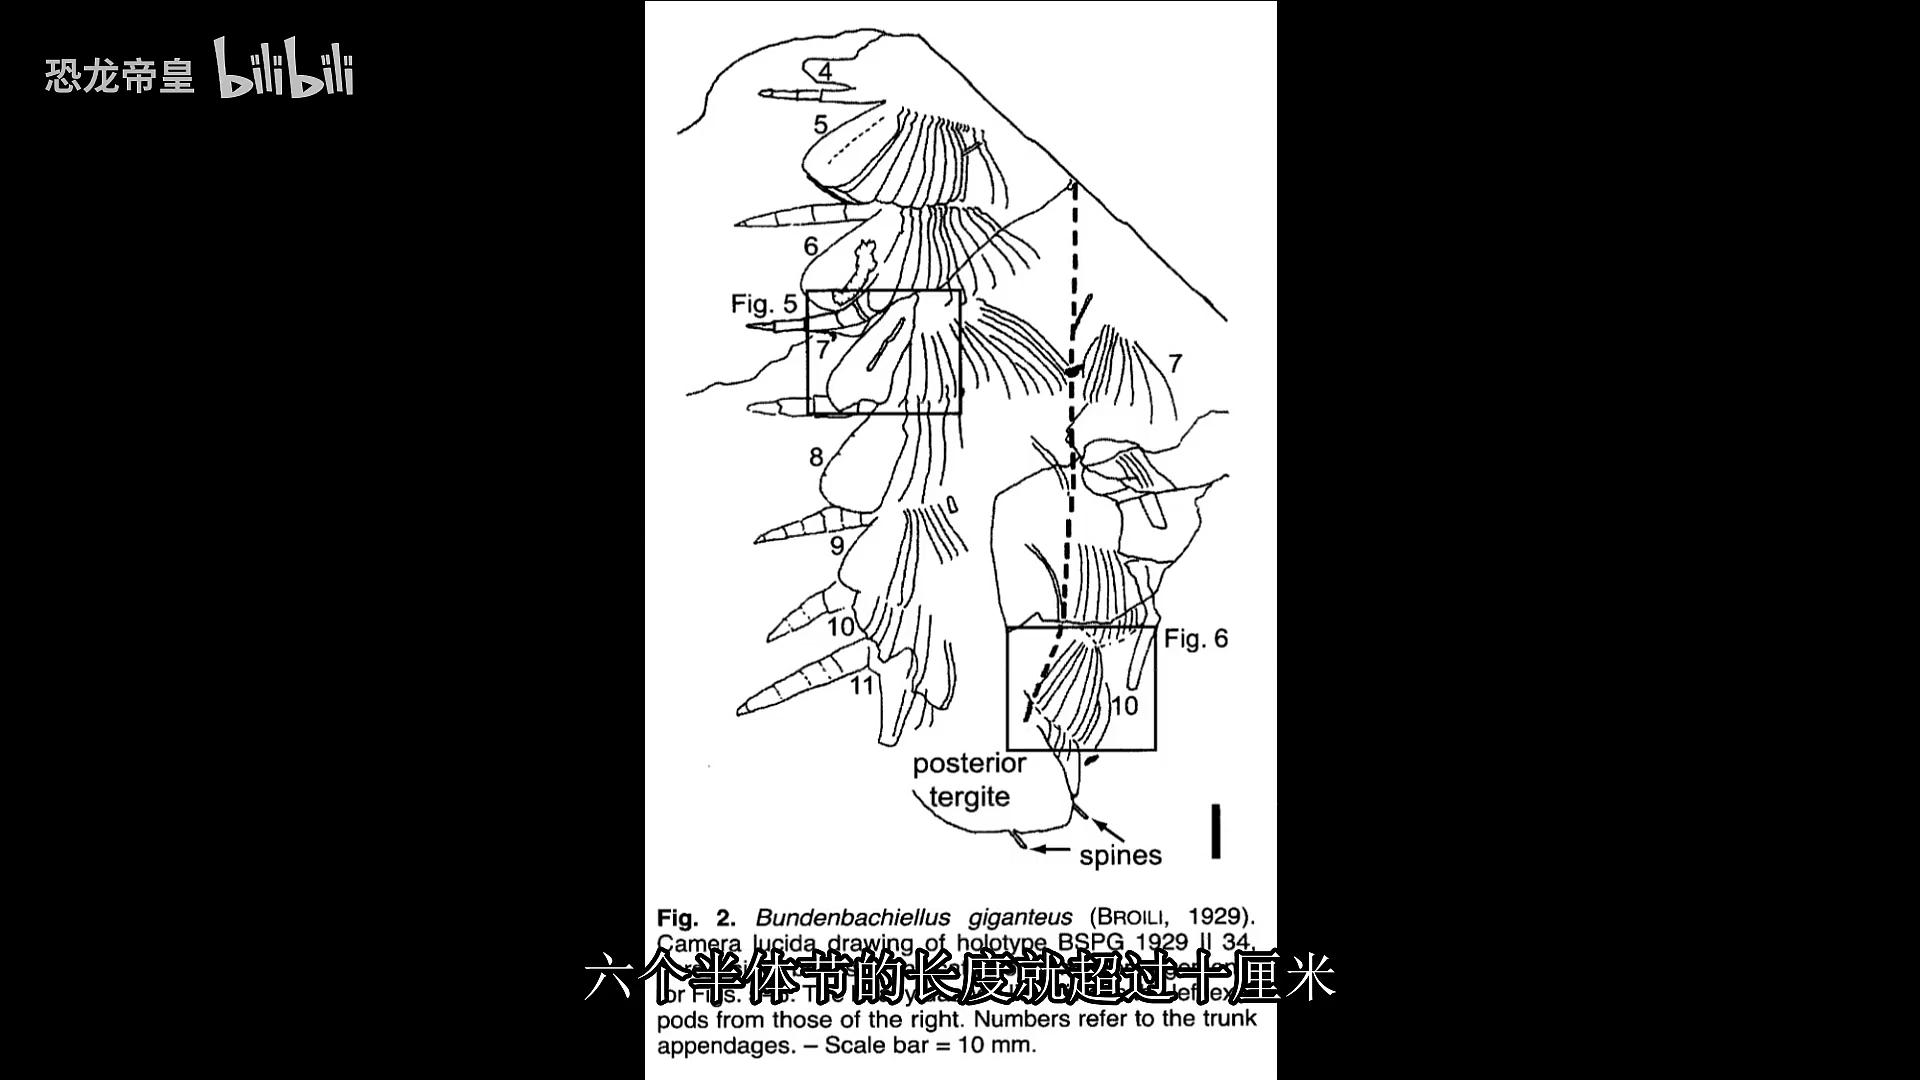 恐龙帝皇 bilibili
4
5
6
Fig. 5
7
7
8
9
10
Fig. 6
11
10
posterior
tergite
spines
Fig. 2. Bundenbachiellus giganteus (BROILI, 1929).
Camera lucida drawing of holotype BSPG 1929 II 34,
六个半体节的长度就超过十厘米
pods from those of the right. Numbers refer to the trunk
appendages. – Scale bar = 10 mm.